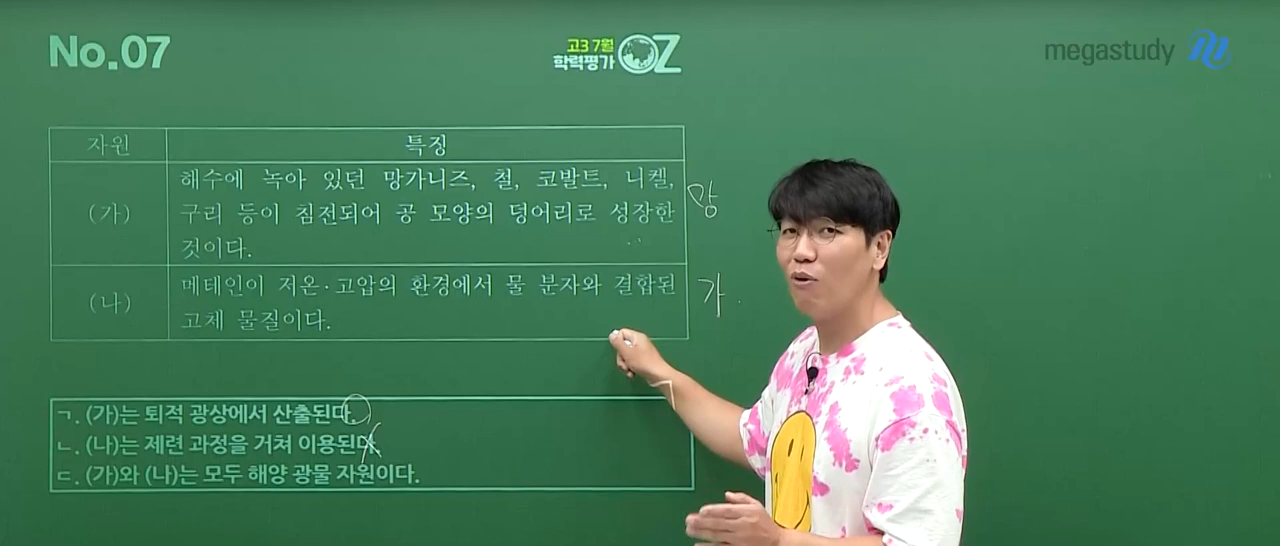 No.07
고3 7월
학력평가 OZ
megastudy
자원 특징
(가) 해수에 녹아 있던 망가니즈, 철, 코발트, 니켈,
구리 등이 침전되어 공 모양의 덩어리로 성장한
것이다.
망
(나) 메테인이 저온·고압의 환경에서 물 분자와 결합된
고체 물질이다.
가
ㄱ. (가)는 퇴적 광상에서 산출된다.
ㄴ. (나)는 제련 과정을 거쳐 이용된다.
ㄷ. (가)와 (나)는 모두 해양 광물 자원이다.